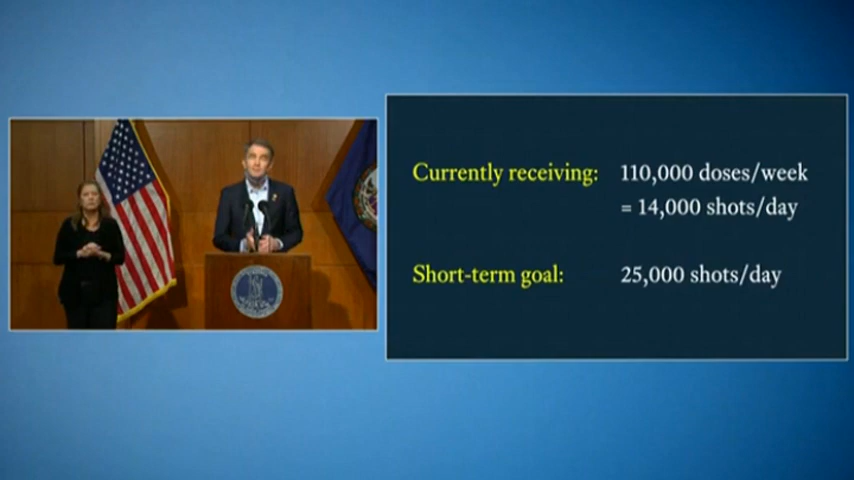 Currently receiving: 110,000 doses/week
= 14,000 shots/day
Short-term goal: 25,000 shots/day